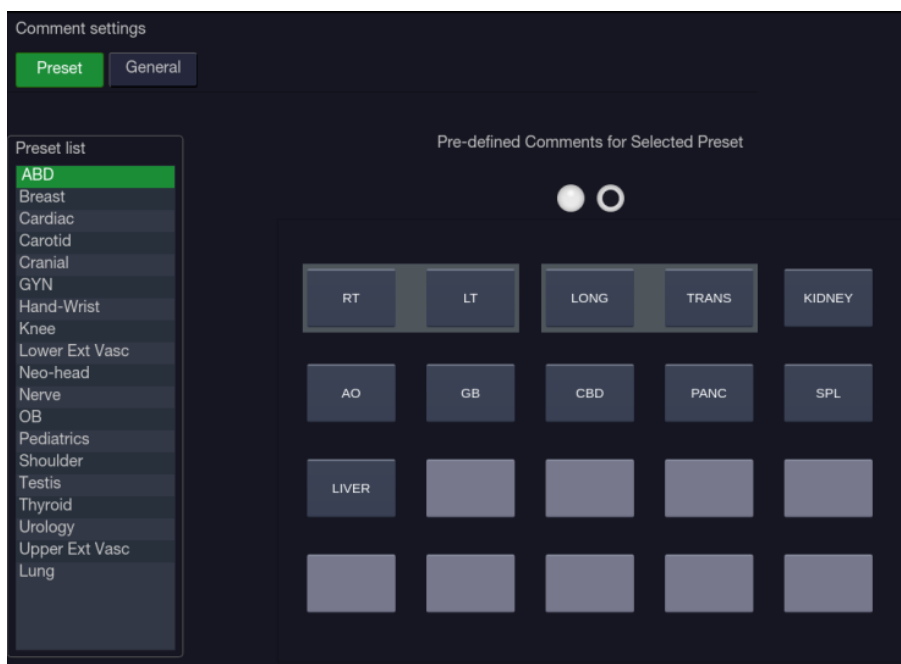 Comment settings
Preset General
Preset list
ABD
Breast
Cardiac
Carotid
Cranial
GYN
Hand-Wrist
Knee
Lower Ext Vasc
Neo-head
Nerve
OB
Pediatrics
Shoulder
Testis
Thyroid
Urology
Upper Ext Vasc
Lung
Pre-defined Comments for Selected Preset
RT LT LONG TRANS KIDNEY
AO GB CBD PANC SPL
LIVER